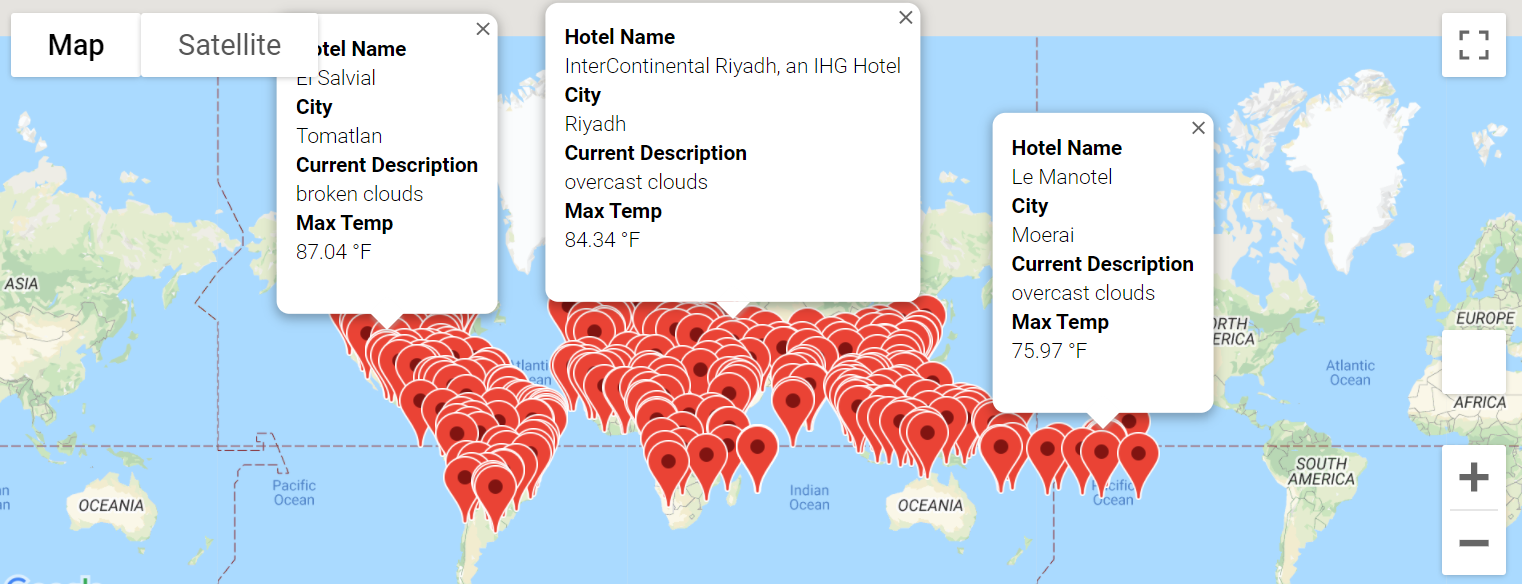 Map
Satellite
otel Name
El Salvial
City
Tomatlan
Current Description
broken clouds
Max Temp
87.04 °F
Hotel Name
InterContinental Riyadh, an IHG Hotel
City
Riyadh
Current Description
overcast clouds
Max Temp
84.34 °F
Hotel Name
Le Manotel
City
Moerai
Current Description
overcast clouds
Max Temp
75.97 °F
ASIA
OCEANIA
Pacific
Ocean
Indian
Ocean
OCEANIA
Pacific
Ocean
SOUTH
AMERICA
Atlantic
Ocean
EUROPE
AFRICA
Google